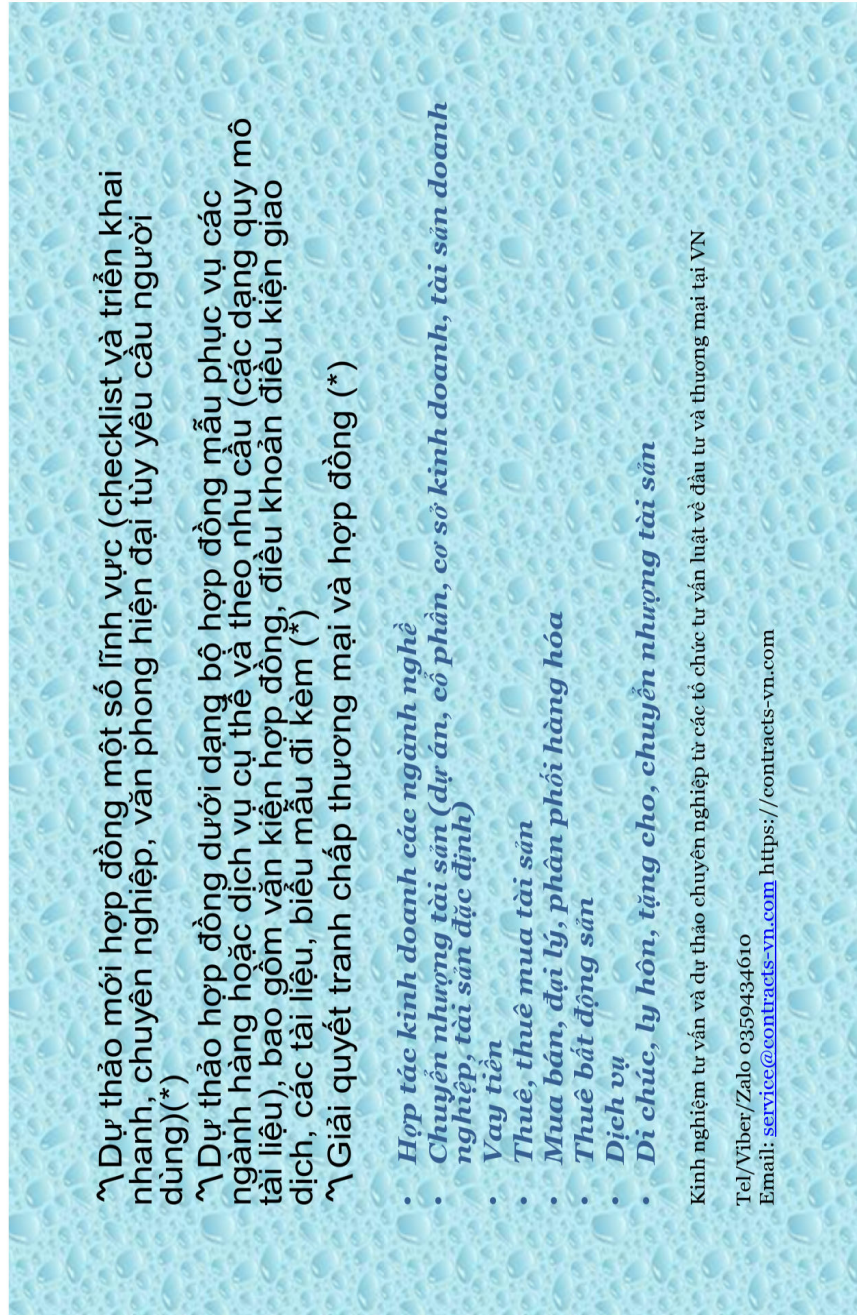 Dự thảo mới hợp đồng một số lĩnh vực (checklist và triển khai
nhanh, chuyên nghiệp, văn phong hiện đại tùy yêu cầu người
dùng)(*)
Dự thảo hợp đồng dưới dạng bộ hợp đồng mẫu phục vụ các
ngành hàng hoặc dịch vụ cụ thể và theo nhu cầu (các dạng quy mô
tài liệu), bao gồm văn kiện hợp đồng, điều khoản điều kiện giao
dịch, các tài liệu, biểu mẫu đi kèm (*)
Giải quyết tranh chấp thương mại và hợp đồng (*)
• Hợp tác kinh doanh các ngành nghề
• Chuyển nhượng tài sản (dự án, cổ phần, cơ sở kinh doanh, tài sản doanh
nghiệp, tài sản đặc định)
• Vay tiền
• Thuê, thuê mua tài sản
• Mua bán, đại lý, phân phối hàng hóa
• Thuê bất động sản
• Dịch vụ
• Di chúc, ly hôn, tặng cho, chuyển nhượng tài sản
Kinh nghiệm tư vấn và dự thảo chuyên nghiệp từ các tổ chức tư vấn luật về đầu tư và thương mại tại VN
Tel/Viber/Zalo 0359434610
Email: service@contracts-vn.com https://contracts-vn.com